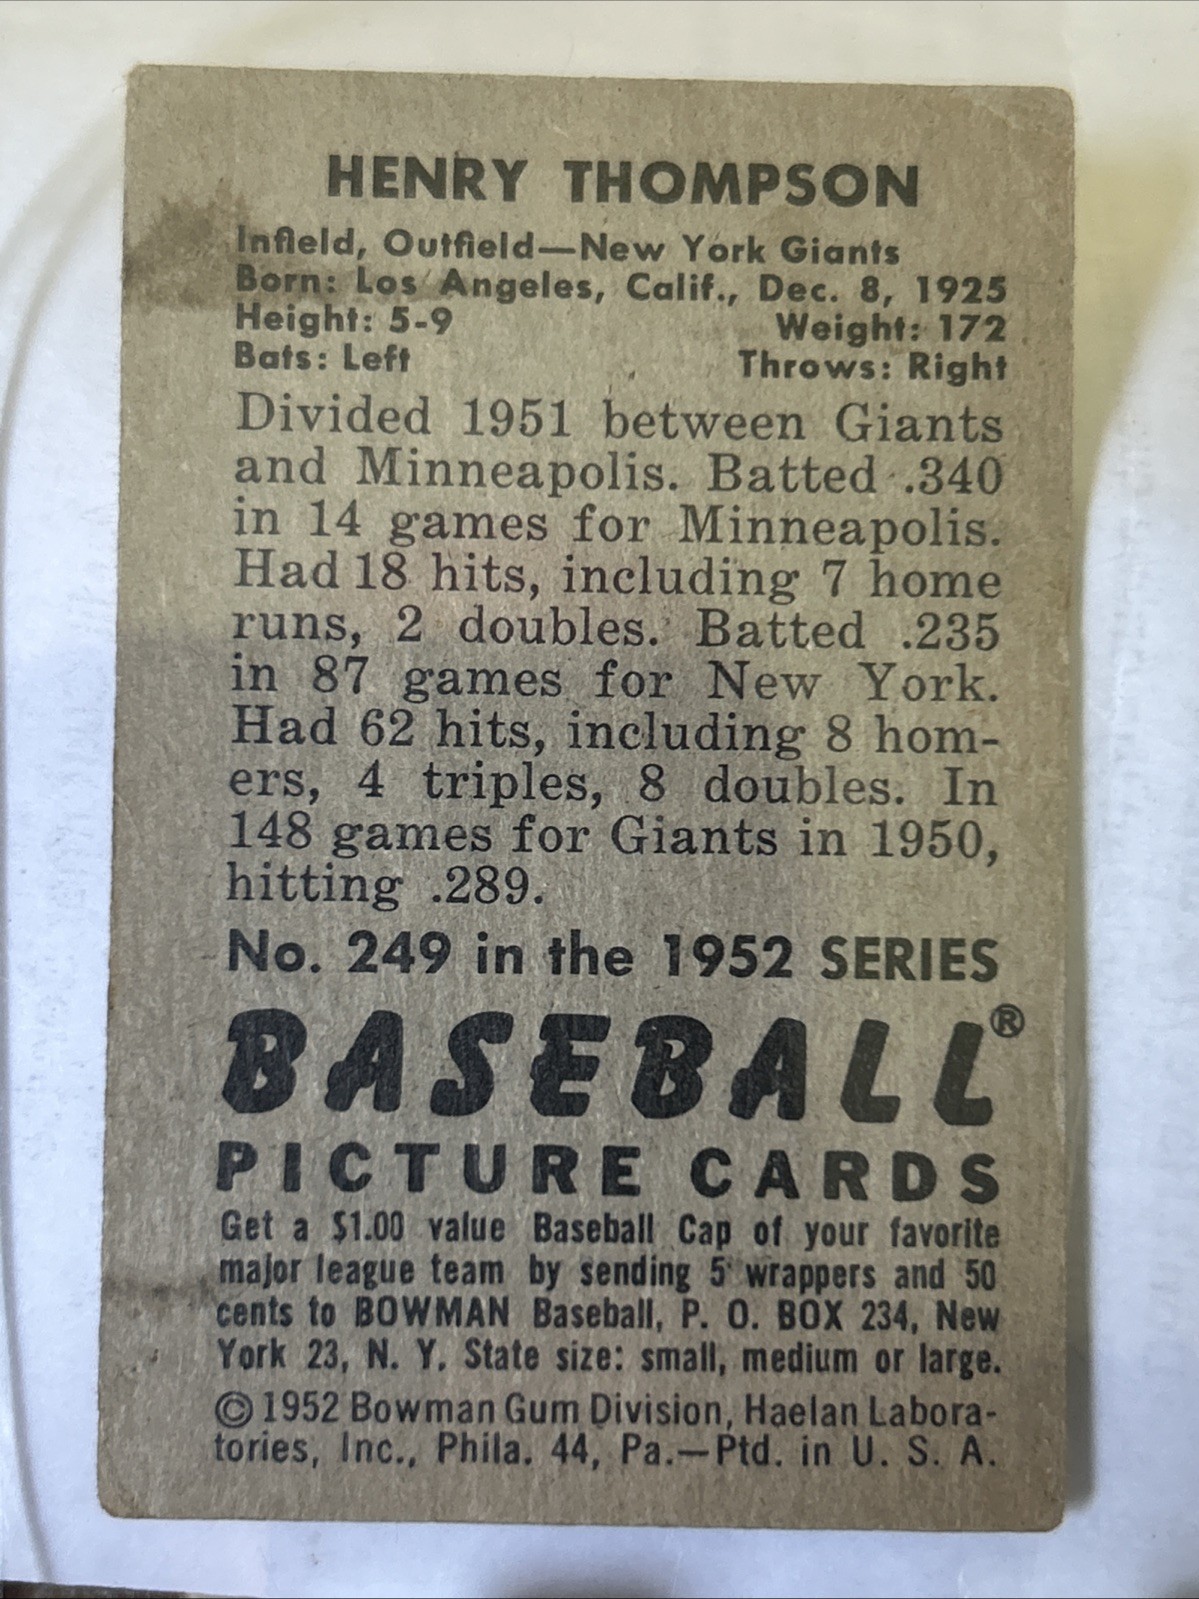 HENRY THOMPSON
Infield, Outfield—New York Giants
Born: Los Angeles, Calif., Dec. 8, 1925
Height: 5-9 Weight: 172
Bats: Left Throws: Right
Divided 1951 between Giants
and Minneapolis. Batted .340
in 14 games for Minneapolis.
Had 18 hits, including 7 home
runs, 2 doubles. Batted .235
in 87 games for New York.
Had 62 hits, including 8 hom-
ers, 4 triples, 8 doubles. In
148 games for Giants in 1950,
hitting .289.
No. 249 in the 1952 SERIES
BASEBALL®
PICTURE CARDS
Get a $1.00 value Baseball Cap of your favorite
major league team by sending 5 wrappers and 50
cents to BOWMAN Baseball, P. O. BOX 234, New
York 23, N. Y. State size: small, medium or large.
© 1952 Bowman Gum Division, Haelan Labora-
tories, Inc., Phila. 44, Pa.—Ptd. in U. S. A.